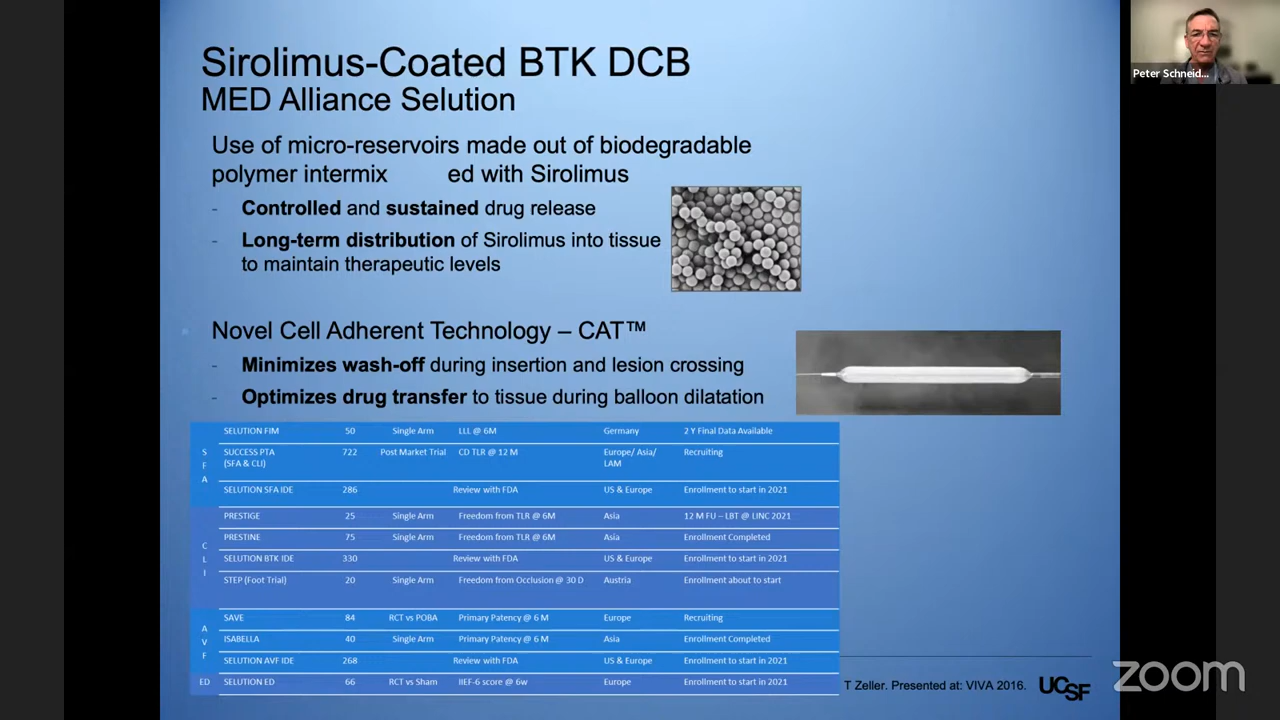 Sirolimus-Coated BTK DCB
MED Alliance Selution
Use of micro-reservoirs made out of biodegradable
polymer intermix ed with Sirolimus
- Controlled and sustained drug release
- Long-term distribution of Sirolimus into tissue
to maintain therapeutic levels
Novel Cell Adherent Technology – CAT™
- Minimizes wash-off during insertion and lesion crossing
- Optimizes drug transfer to tissue during balloon dilatation
SFA
SELUTION FIM 50 Single Arm LLL @ 6M Germany 2 Y Final Data Available
SUCCESS PTA (SFA & CLI) 722 Post Market Trial CD TLR @ 12 M Europe/ Asia/ LAM Recruiting
SELUTION SFA IDE 286 Review with FDA US & Europe Enrollment to start in 2021
CLI
PRESTIGE 25 Single Arm Freedom from TLR @ 6M Asia 12 M FU – LBT @ LINC 2021
PRESTINE 75 Single Arm Freedom from TLR @ 6M Asia Enrollment Completed
SELUTION BTK IDE 330 Review with FDA US & Europe Enrollment to start in 2021
STEP (Foot Trial) 20 Single Arm Freedom from Occlusion @ 30 D Austria Enrollment about to start
AVF
SAVE 84 RCT vs POBA Primary Patency @ 6 M Europe Recruiting
ISABELLA 40 Single Arm Primary Patency @ 6 M Asia Enrollment Completed
SELUTION AVF IDE 268 Review with FDA US & Europe Enrollment to start in 2021
ED SELUTION ED 66 RCT vs Sham IIEF-6 score @ 6w Europe Enrollment to start in 2021
T Zeller. Presented at: VIVA 2016.
UCSF
zoom
Peter Schneid...